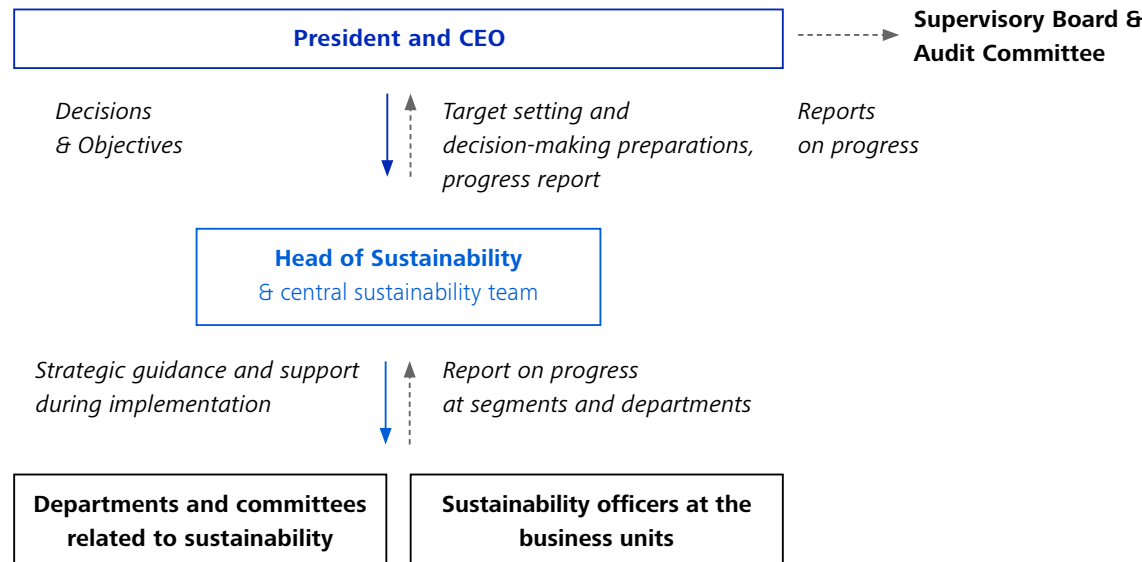 President and CEO
Supervisory Board &
Audit Committee
Decisions
& Objectives
Target setting and
decision-making preparations,
progress report
Reports
on progress
Head of Sustainability
& central sustainability team
Strategic guidance and support
during implementation
Report on progress
at segments and departments
Departments and committees
related to sustainability
Sustainability officers at the
business units